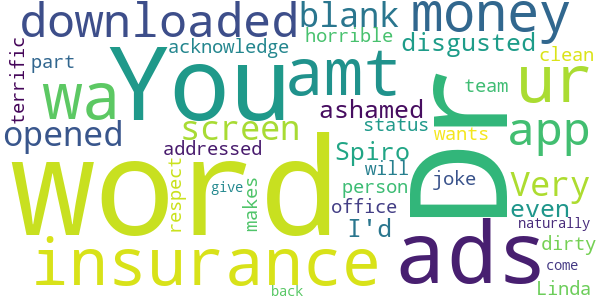 downloaded blank money
acknowledge horrible disgusted clean
terrific part You amt team ur
wa Dr
opened screen ashamed status wants app
addressed Spiro
word will joke Very
respect makes person
give office I'd even naturally
insurance ads dirty
come
back Linda